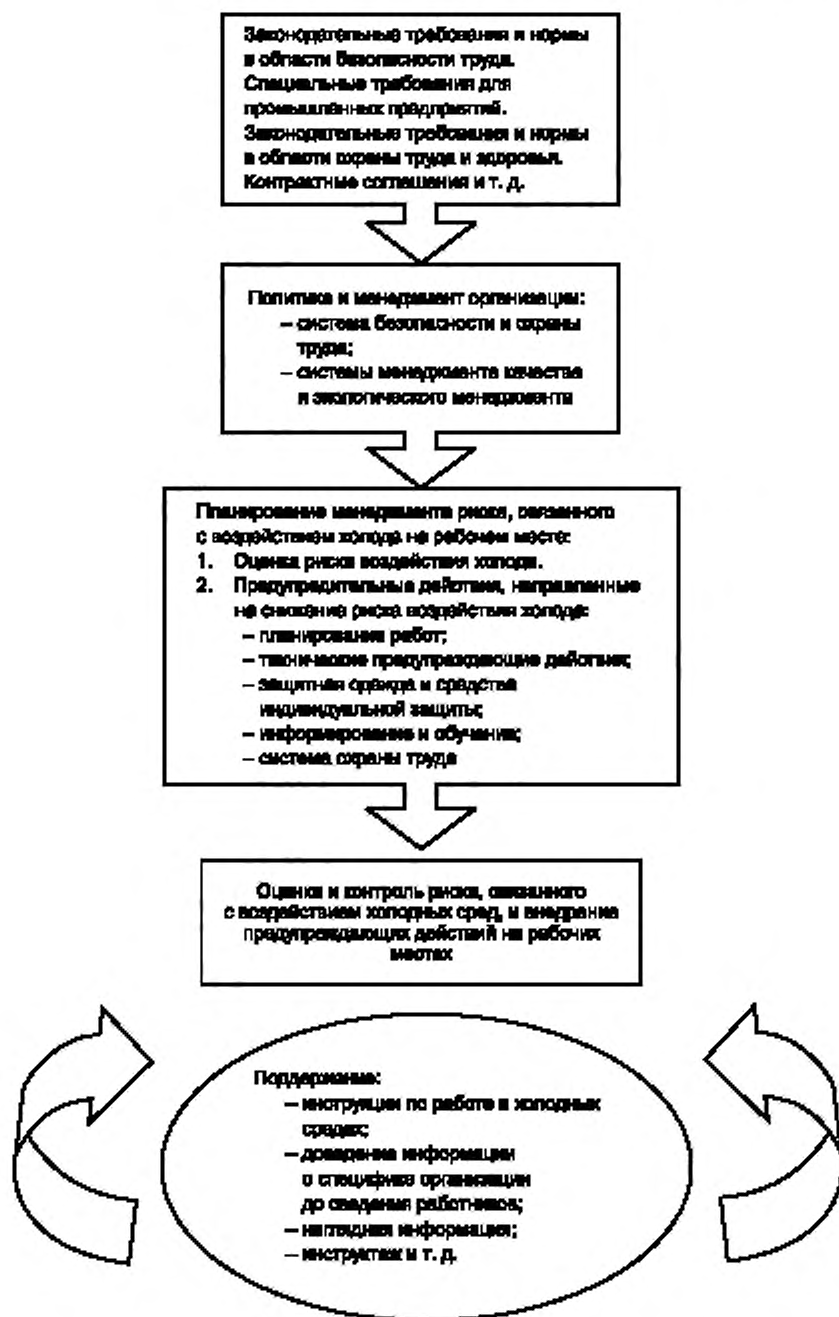 Законодательные требования и нормы
в области безопасности труда.
Специальные требования для
промышленных предприятий.
Законодательные требования и нормы
в области охраны труда и здоровья.
Контрактные соглашения и т. д.
Политика и менеджмент организации:
– система безопасности и охраны
труда;
– системы менеджмента качества
и экологического менеджмента
Планирование менеджмента риска, связанного
с воздействием холода на рабочем месте:
1. Оценка риска воздействия холода.
2. Предупредительные действия, направленные
на снижение риска воздействия холода:
– планирование работ;
– технические предупреждающие действия;
– защитная одежда и средства
индивидуальной защиты;
– информирование и обучение;
– система охраны труда
Оценка и контроль риска, связанного
с воздействием холодных сред, и внедрение
предупреждающих действий на рабочих
местах
Поддержание:
– инструкции по работе в холодных
средах;
– доведение информации
о специфике организации
до сведения работников;
– наглядная информация;
– инструктаж и т. д.